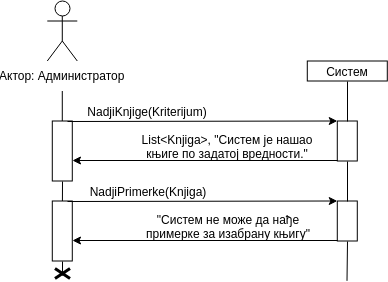 Актор: Администратор
Систем
NadjiKnjige(Kriterijum)
List<Knjiga>, "Систем је нашао
књиге по задатој вредности."
NadjiPrimerke(Knjiga)
"Систем не може да нађе
примерке за изабрану књигу"